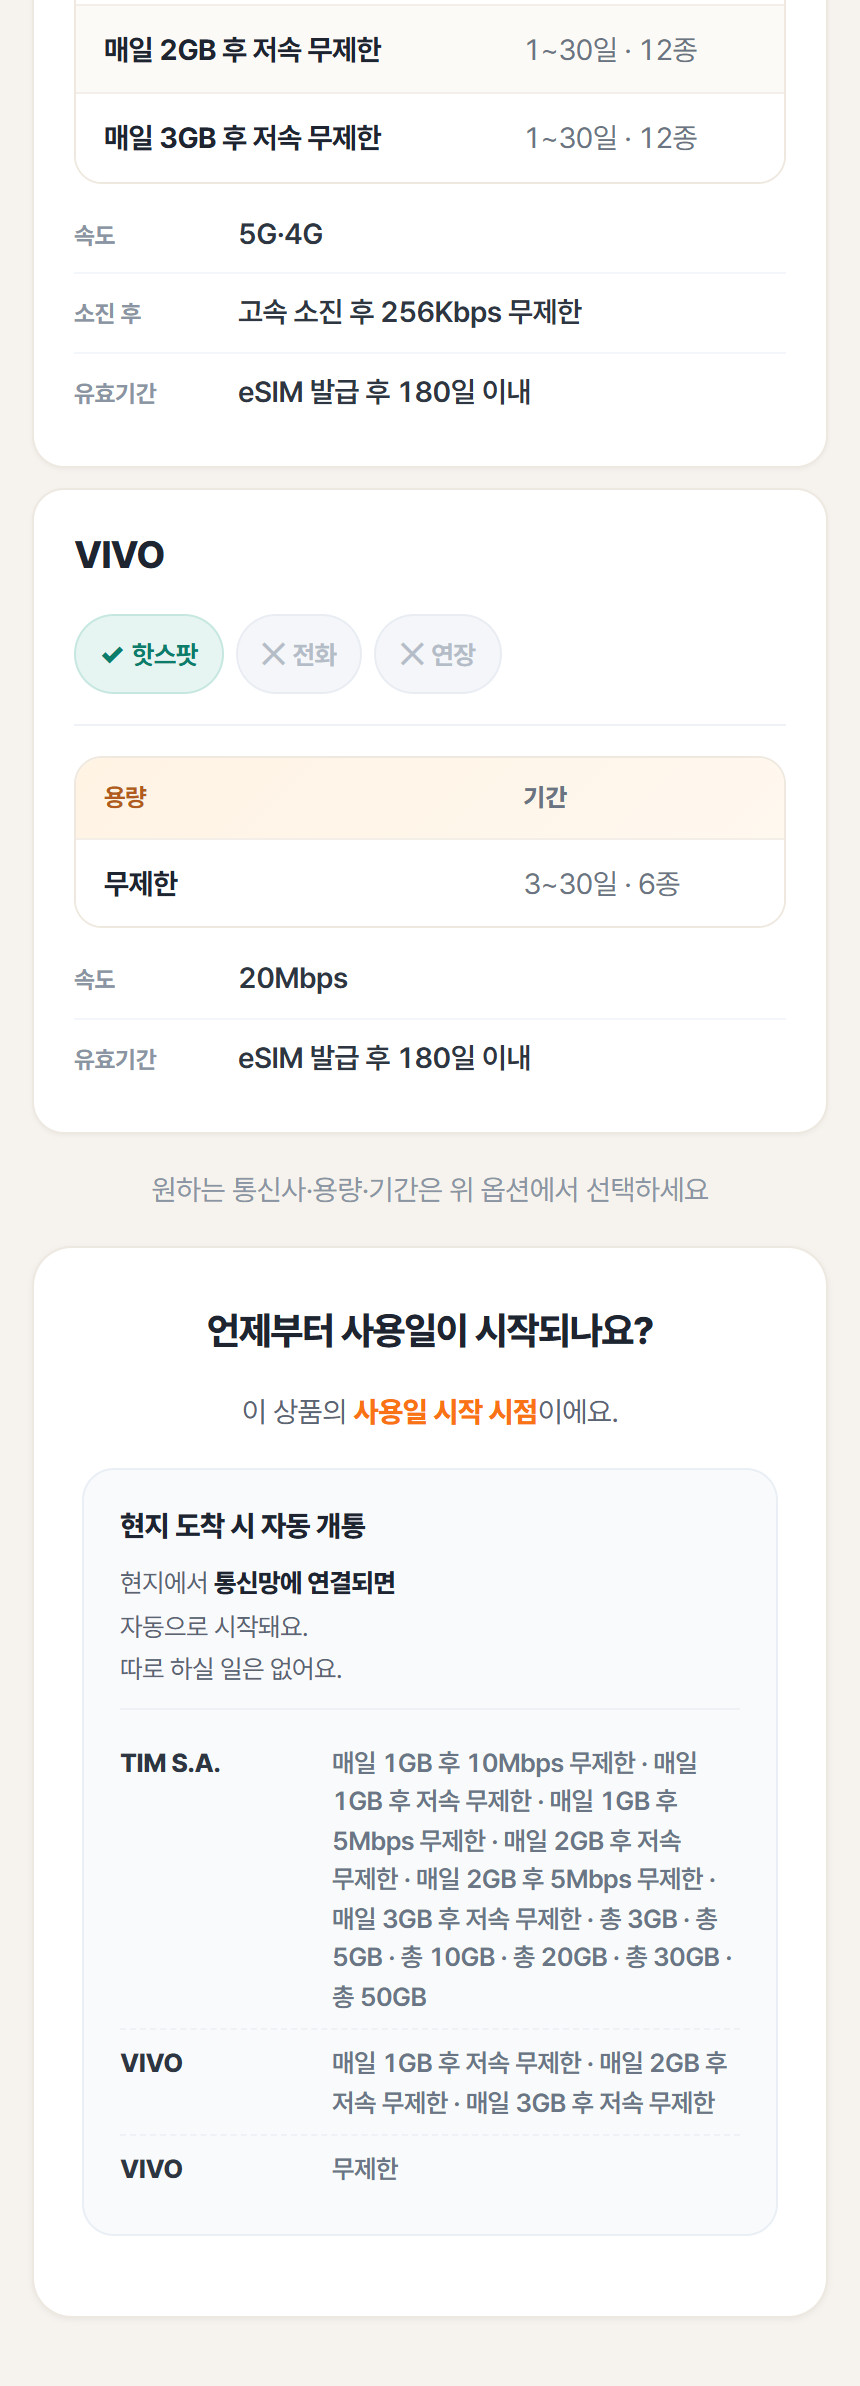 매일 2GB 후 저속 무제한 1~30일 · 12종
매일 3GB 후 저속 무제한 1~30일 · 12종
속도 5G·4G
소진 후 고속 소진 후 256Kbps 무제한
유효기간 eSIM 발급 후 180일 이내
VIVO
✓ 핫스팟 ✕ 전화 ✕ 연장
용량 기간
무제한 3~30일 · 6종
속도 20Mbps
유효기간 eSIM 발급 후 180일 이내
원하는 통신사·용량·기간은 위 옵션에서 선택하세요
언제부터 사용일이 시작되나요?
이 상품의 사용일 시작 시점이에요.
현지 도착 시 자동 개통
현지에서 통신망에 연결되면
자동으로 시작돼요.
따로 하실 일은 없어요.
TIM S.A. 매일 1GB 후 10Mbps 무제한 · 매일
1GB 후 저속 무제한 · 매일 1GB 후
5Mbps 무제한 · 매일 2GB 후 저속
무제한 · 매일 2GB 후 5Mbps 무제한 ·
매일 3GB 후 저속 무제한 · 총 3GB · 총
5GB · 총 10GB · 총 20GB · 총 30GB ·
총 50GB
VIVO 매일 1GB 후 저속 무제한 · 매일 2GB 후
저속 무제한 · 매일 3GB 후 저속 무제한
VIVO 무제한